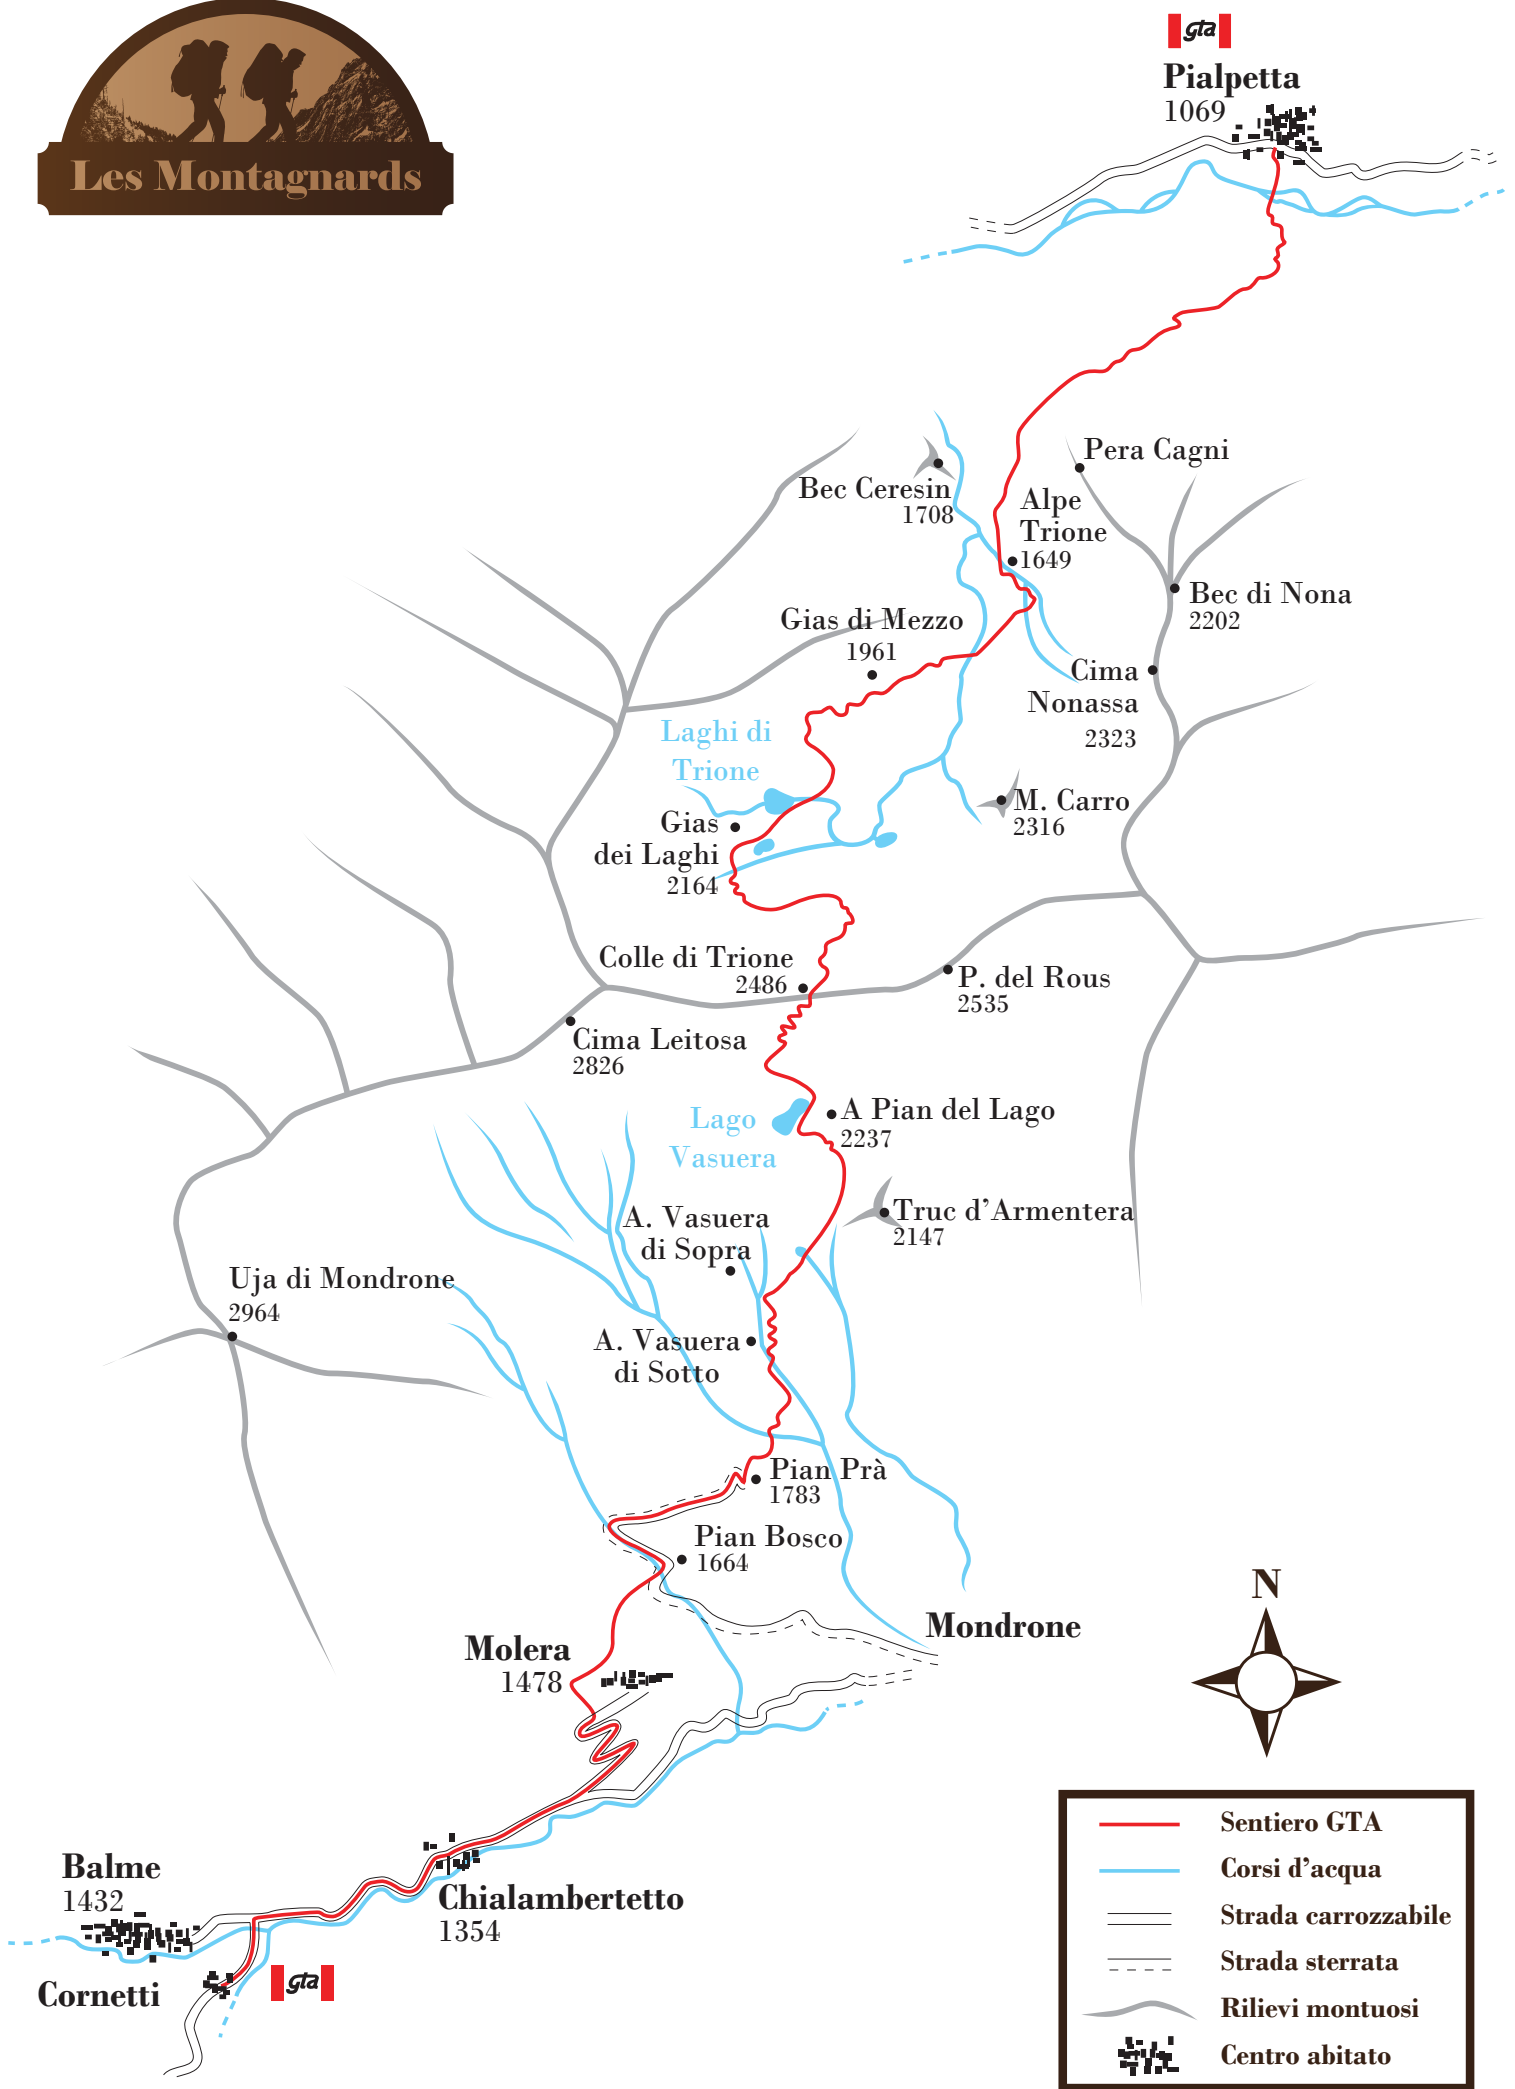 Les Montagnards
gta
Pialpetta
1069
Pera Cagni
Bec Ceresin
1708
Alpe
Trione
1649
Bec di Nona
2202
Gias di Mezzo
1961
Cima
Nonassa
2323
Laghi di
Trione
M. Carro
2316
Gias
dei Laghi
2164
Colle di Trione
2486
P. del Rous
2535
Cima Leitosa
2826
A Pian del Lago
2237
Lago
Vasuera
Truc d'Armentera
2147
A. Vasuera
di Sopra
Uja di Mondrone
2964
A. Vasuera
di Sotto
Pian Prà
1783
Pian Bosco
1664
N
Mondrone
Molera
1478
Balme
1432
Chialambertetto
1354
Cornetti
gta
Sentiero GTA
Corsi d'acqua
Strada carrozzabile
Strada sterrata
Rilievi montuosi
Centro abitato